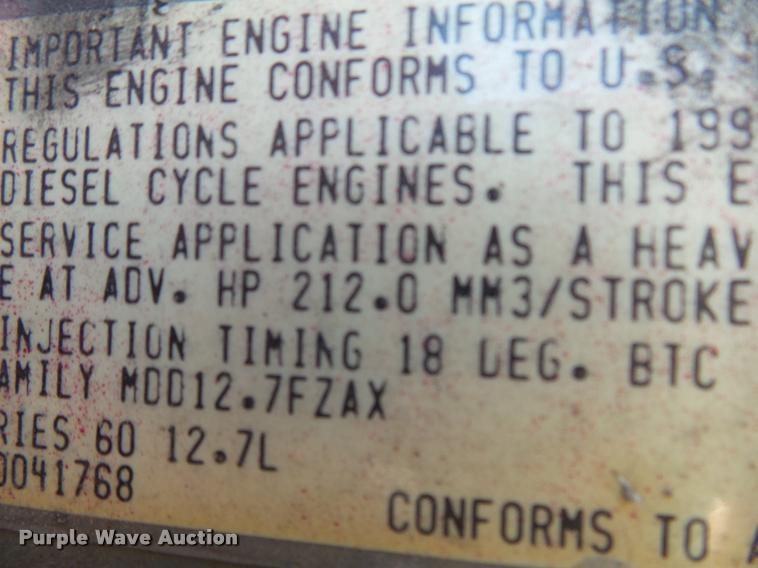 IMPORTANT ENGINE INFORMATION
THIS ENGINE CONFORMS TO U.S.
REGULATIONS APPLICABLE TO 199
DIESEL CYCLE ENGINES. THIS E
SERVICE APPLICATION AS A HEAV
E AT ADV. HP 212.0 MM3/STROKE
INJECTION TIMING 18 DEG. BTC
AMILY MDD12.7FZAX
RIES 60 12.7L
0041768
CONFORMS TO A
Purple Wave Auction